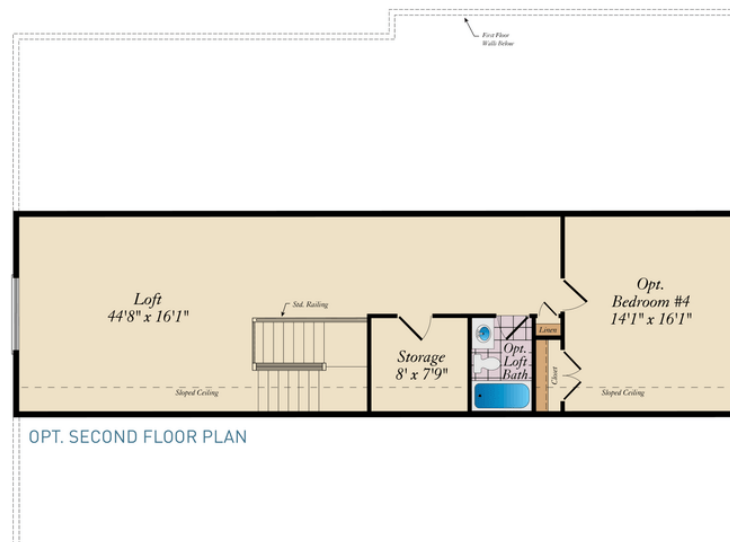 First Floor
Walls Below
Loft
44'8" x 16'1"
Std. Railing
Opt.
Bedroom #4
14'1" x 16'1"
Linen
Storage
8' x 7'9"
Opt.
Loft
Bath
Closet
Sloped Ceiling
Sloped Ceiling
OPT. SECOND FLOOR PLAN